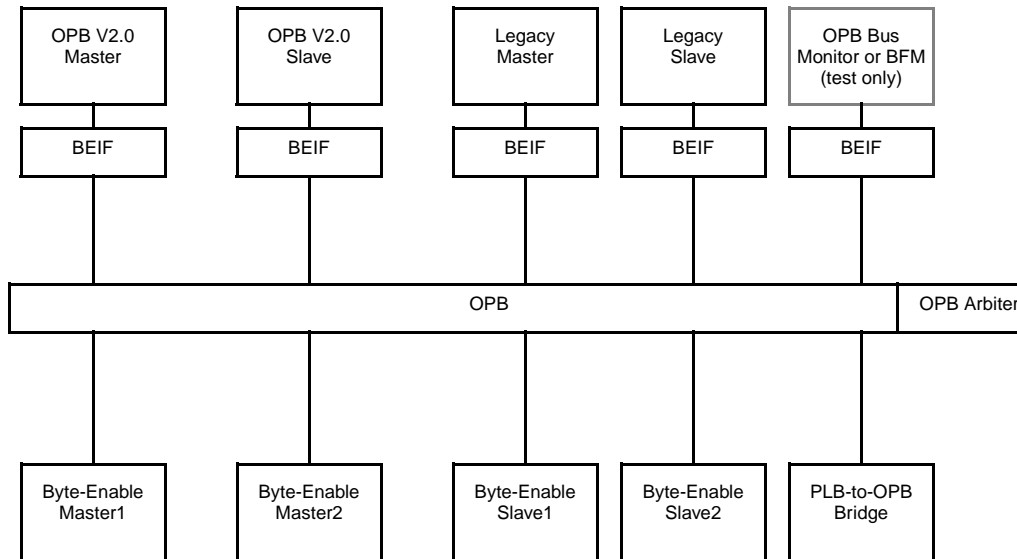 OPB V2.0
Master
OPB V2.0
Slave
Legacy
Master
Legacy
Slave
OPB Bus
Monitor or BFM
(test only)
BEIF
BEIF
BEIF
BEIF
BEIF
OPB
OPB Arbiter
Byte-Enable
Master1
Byte-Enable
Master2
Byte-Enable
Slave1
Byte-Enable
Slave2
PLB-to-OPB
Bridge